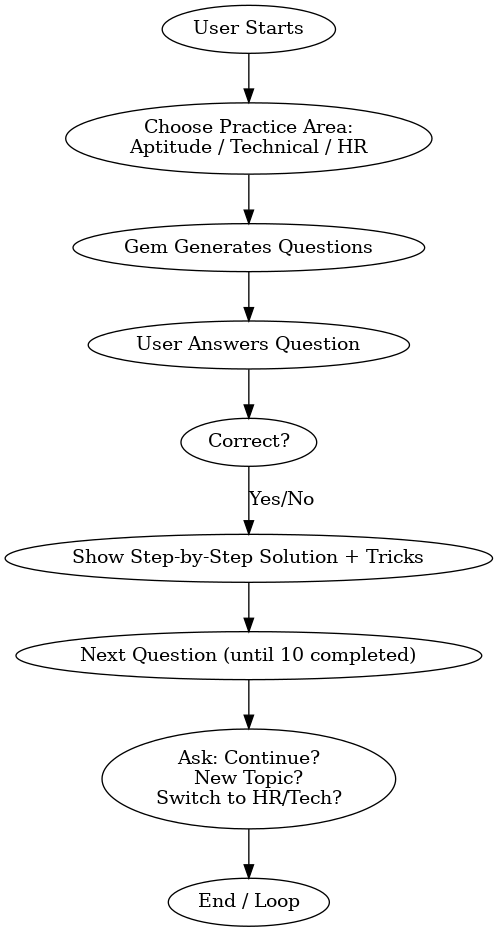 User Starts
Choose Practice Area:
Aptitude / Technical / HR
Gem Generates Questions
User Answers Question
Correct?
Yes/No
Show Step-by-Step Solution + Tricks
Next Question (until 10 completed)
Ask: Continue?
New Topic?
Switch to HR/Tech?
End / Loop